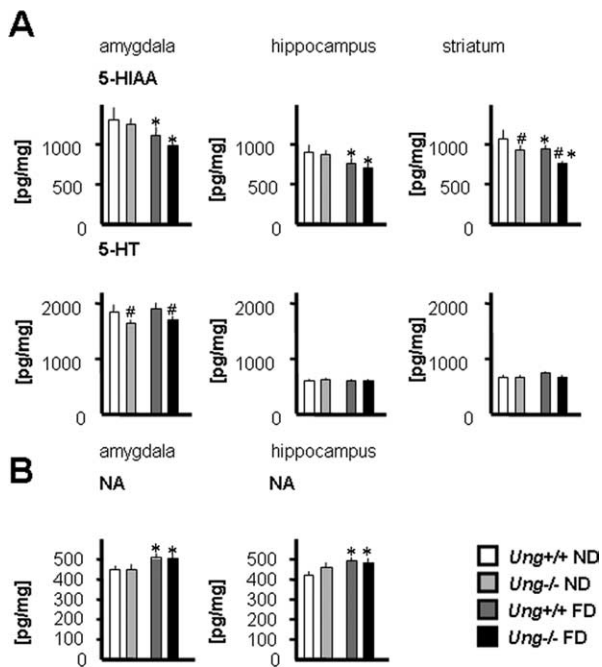 A
amygdala hippocampus striatum
5-HIAA
[pg/mg] 1000 500 0 * *
[pg/mg] 1000 500 0 * *
[pg/mg] 1000 500 0 # * # *
5-HT
[pg/mg] 2000 1000 0 # #
[pg/mg] 2000 1000 0
[pg/mg] 2000 1000 0
B
amygdala hippocampus
NA NA
[pg/mg] 500 400 300 200 100 0 * *
[pg/mg] 500 400 300 200 100 0 * *
Ung+/+ ND
Ung-/- ND
Ung+/+ FD
Ung-/- FD